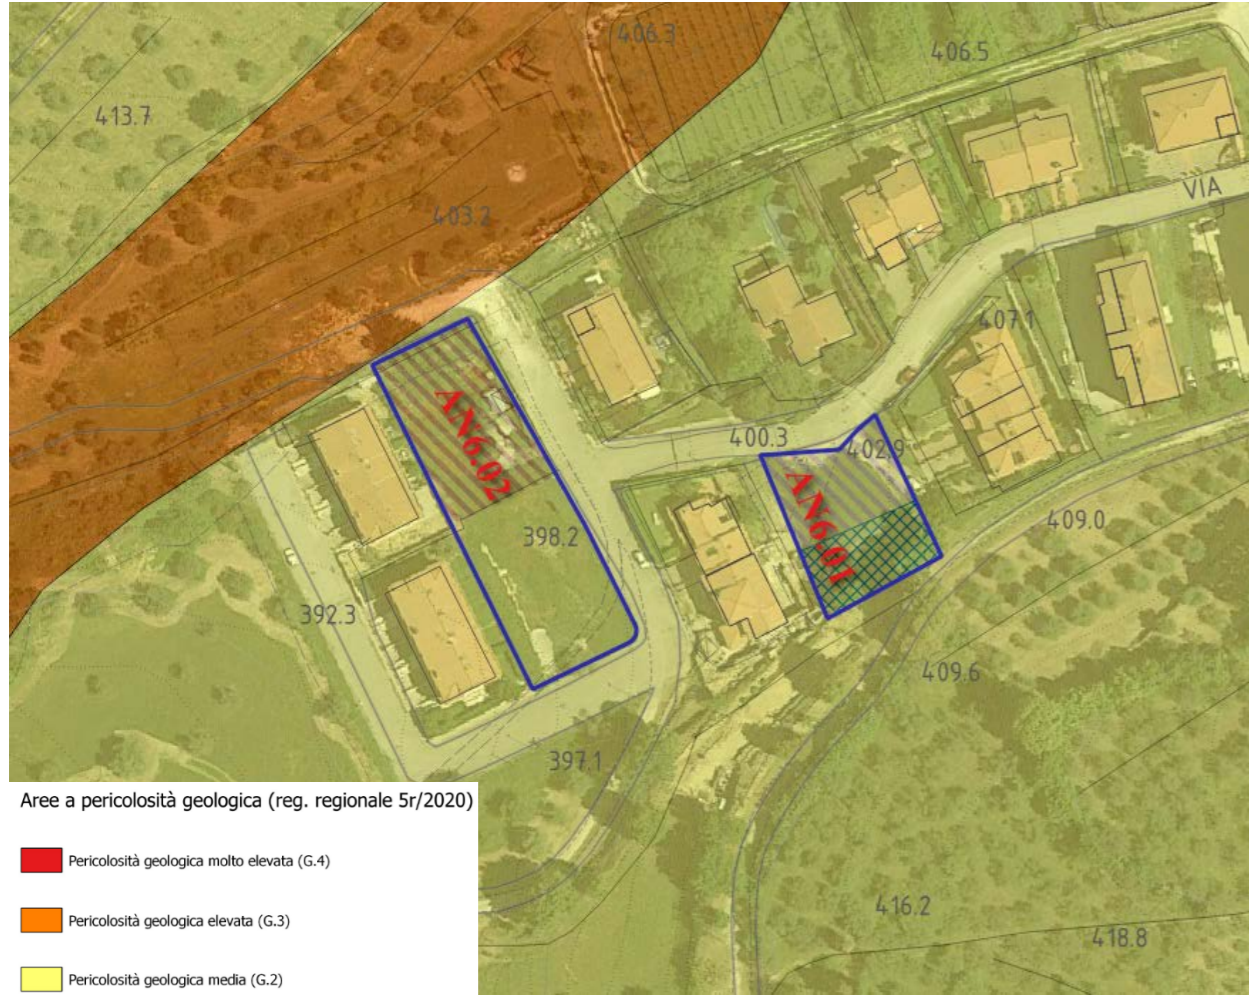 406.3
406.5
413.7
VIA
403.2
407.1
AN6.02
400.3
402.9
AN6.01
409.0
398.2
392.3
409.6
397.1
Aree a pericolosità geologica (reg. regionale 5r/2020)
Pericolosità geologica molto elevata (G.4)
416.2
Pericolosità geologica elevata (G.3)
418.8
Pericolosità geologica media (G.2)